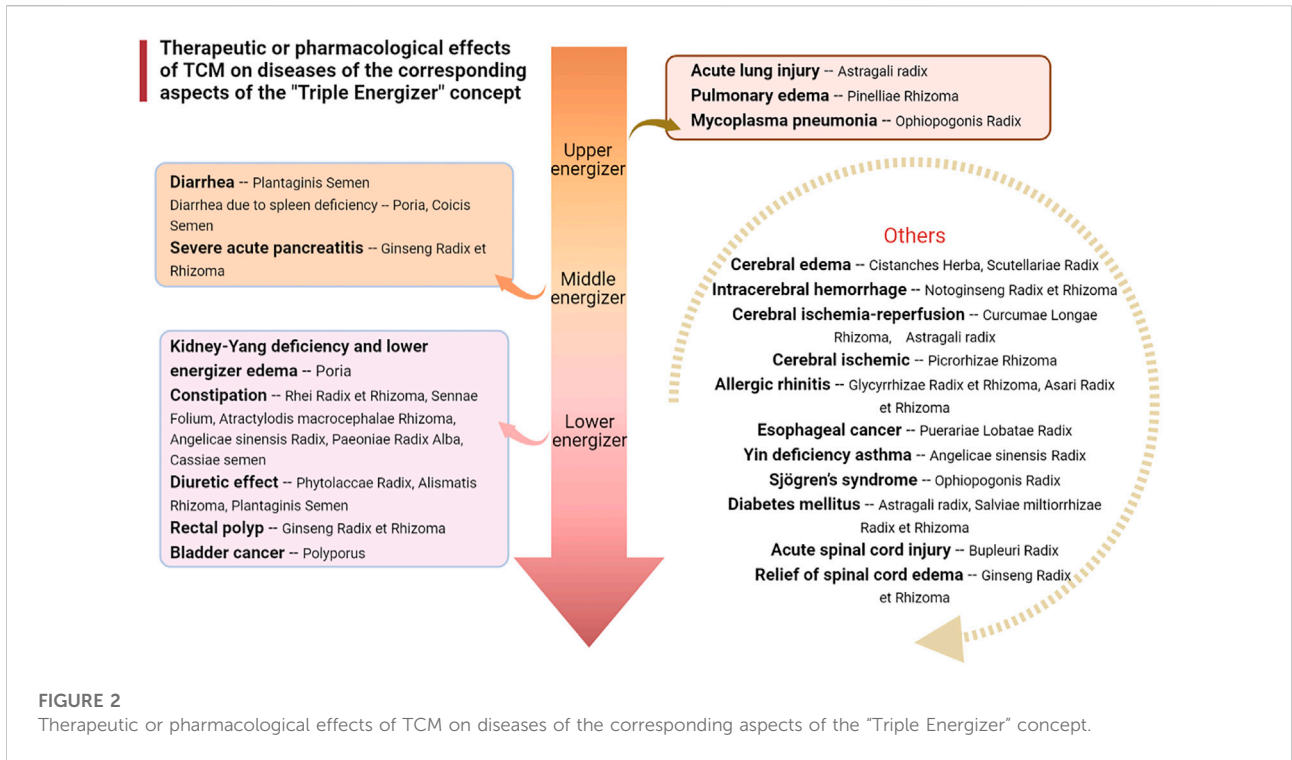 Therapeutic or pharmacological effects
of TCM on diseases of the corresponding
aspects of the "Triple Energizer" concept
Acute lung injury -- Astragali radix
Pulmonary edema -- Pinelliae Rhizoma
Mycoplasma pneumonia -- Ophiopogonis Radix
Upper
energizer
Diarrhea -- Plantaginis Semen
Diarrhea due to spleen deficiency -- Poria, Coicis
Semen
Severe acute pancreatitis -- Ginseng Radix et
Rhizoma
Middle
energizer
Kidney-Yang deficiency and lower
energizer edema -- Poria
Constipation -- Rhei Radix et Rhizoma, Sennae
Folium, Atractylodis macrocephalae Rhizoma,
Angelicae sinensis Radix, Paeoniae Radix Alba,
Cassiae semen
Diuretic effect -- Phytolaccae Radix, Alismatis
Rhizoma, Plantaginis Semen
Rectal polyp -- Ginseng Radix et Rhizoma
Bladder cancer -- Polyporus
Lower
energizer
Others
Cerebral edema -- Cistanches Herba, Scutellariae Radix
Intracerebral hemorrhage -- Notoginseng Radix et Rhizoma
Cerebral ischemia-reperfusion -- Curcumae Longae
Rhizoma, Astragali radix
Cerebral ischemic -- Picrorhizae Rhizoma
Allergic rhinitis -- Glycyrrhizae Radix et Rhizoma, Asari Radix
et Rhizoma
Esophageal cancer -- Puerariae Lobatae Radix
Yin deficiency asthma -- Angelicae sinensis Radix
Sjögren's syndrome -- Ophiopogonis Radix
Diabetes mellitus -- Astragali radix, Salviae miltiorrhizae
Radix et Rhizoma
Acute spinal cord injury -- Bupleuri Radix
Relief of spinal cord edema -- Ginseng Radix
et Rhizoma
FIGURE 2
Therapeutic or pharmacological effects of TCM on diseases of the corresponding aspects of the "Triple Energizer" concept.